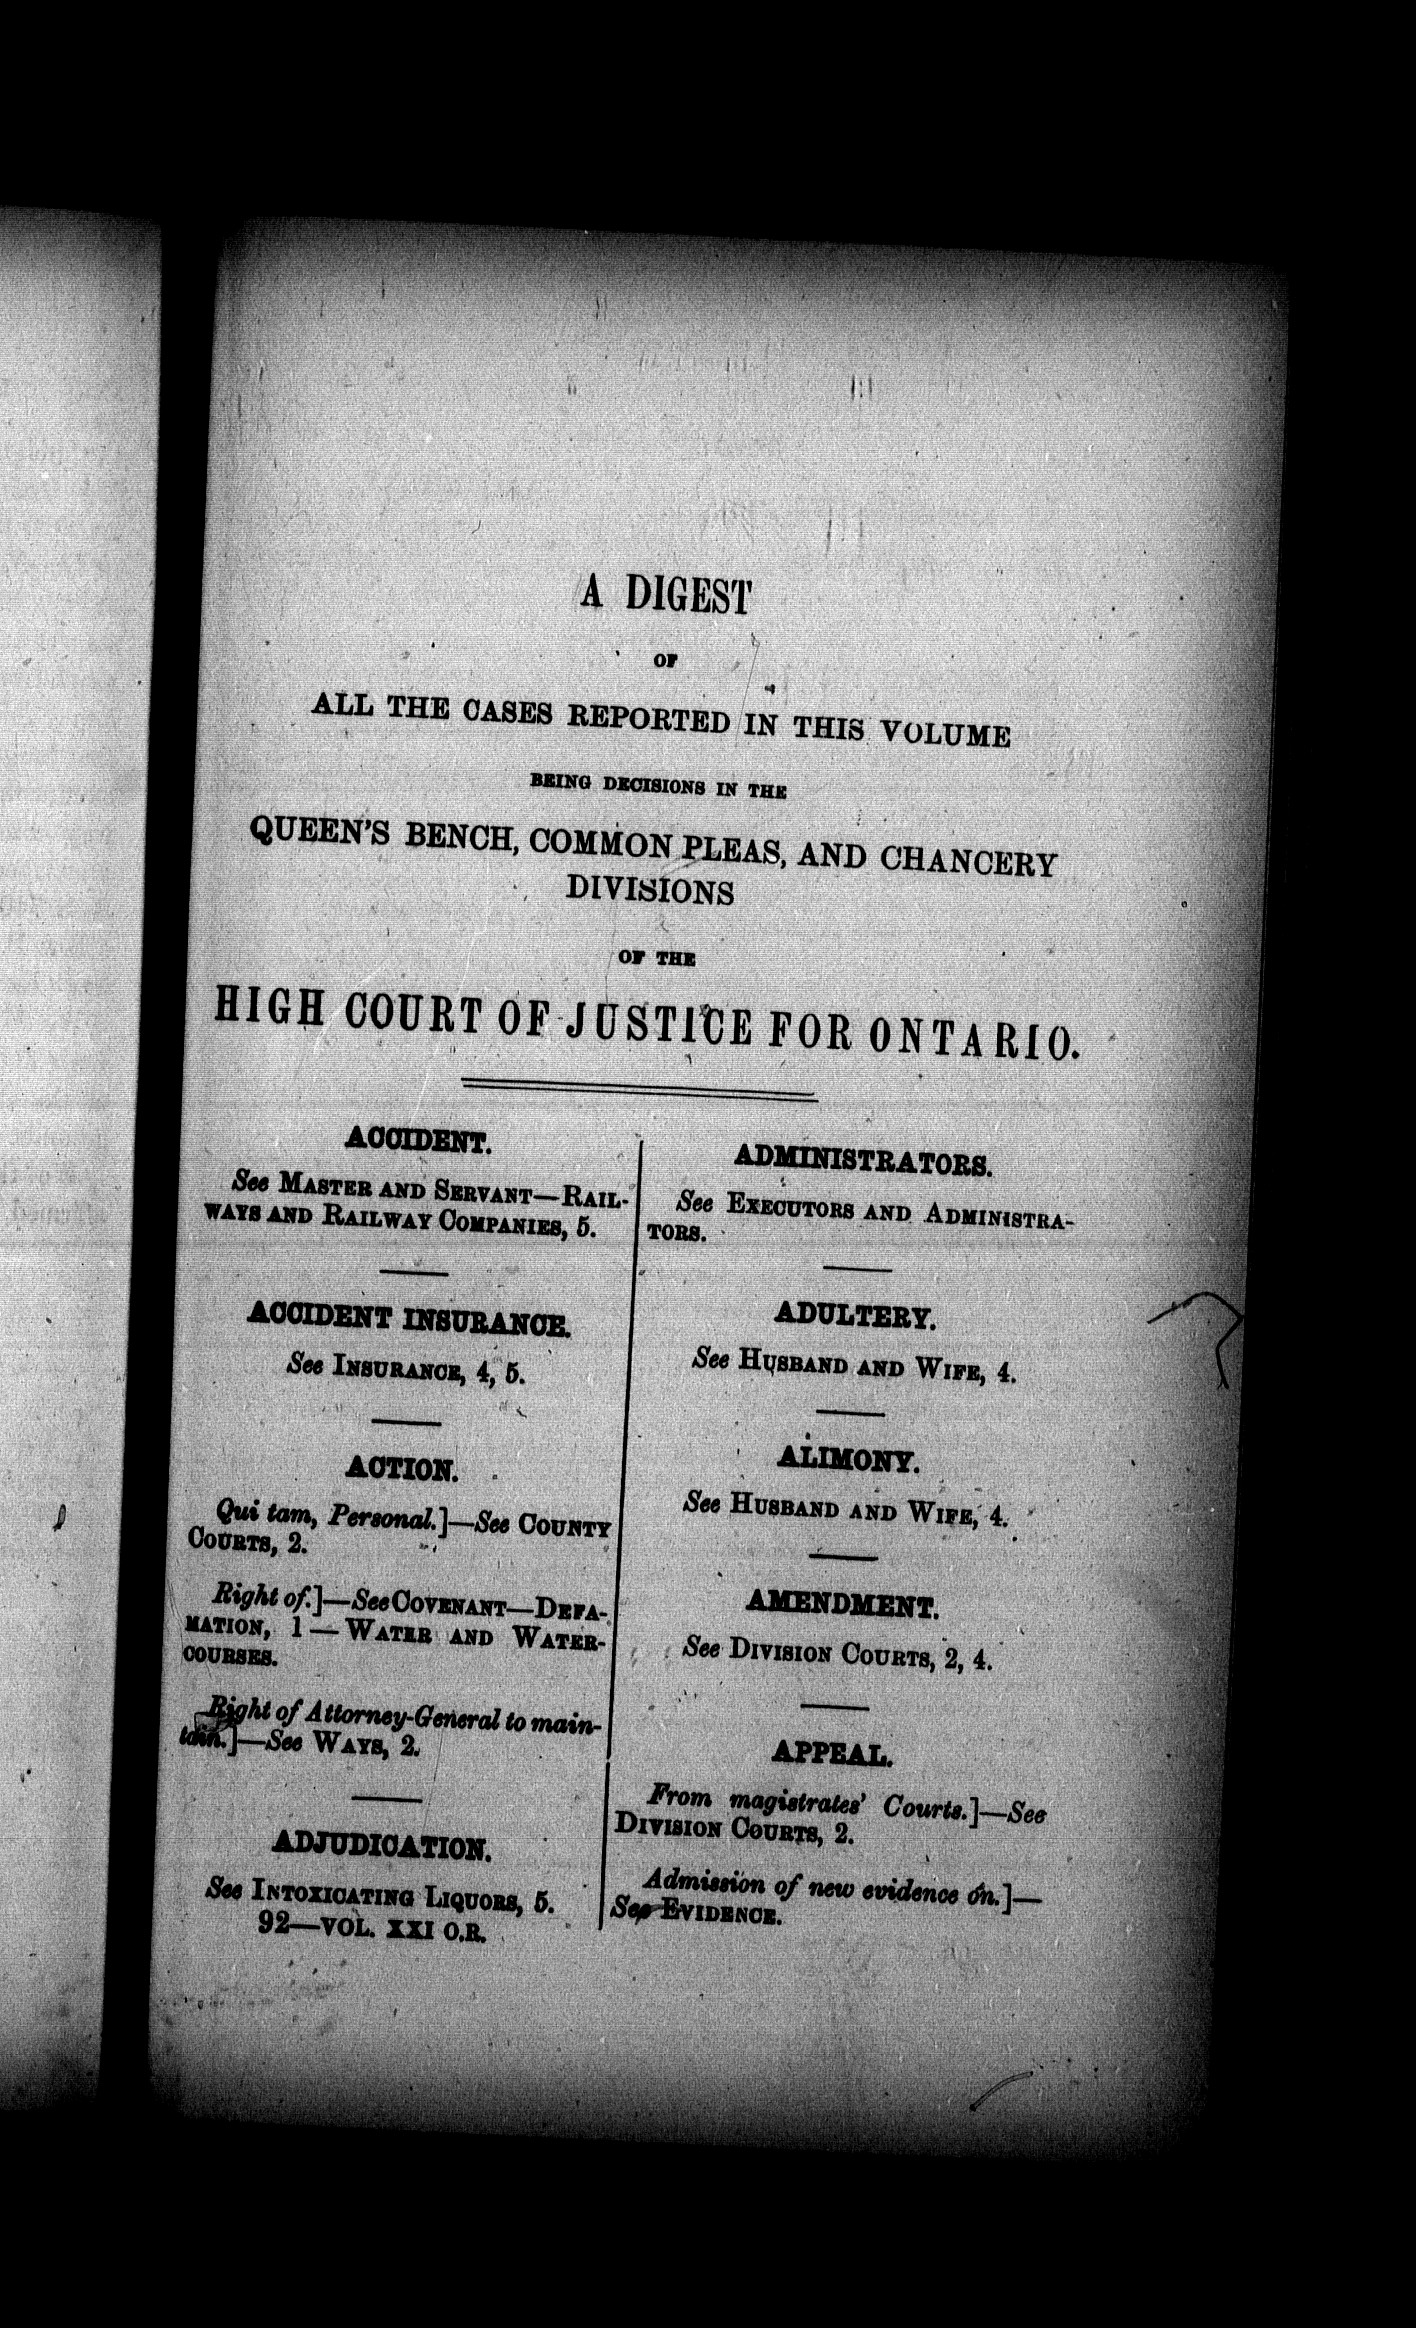 A DIGEST
OF
ALL THE CASES REPORTED IN THIS VOLUME
BEING DECISIONS IN THE
QUEEN'S BENCH, COMMON PLEAS, AND CHANCERY
DIVISIONS
OF THE
HIGH COURT OF JUSTICE FOR ONTARIO.
ACCIDENT.
See MASTER AND SERVANT—RAIL-
WAYS AND RAILWAY COMPANIES, 5.
ACCIDENT INSURANCE.
See INSURANCE, 4, 5.
ACTION.
Qui tam, Personal.]—See COUNTY
COURTS, 2.
Right of.]—See COVENANT—DEFA-
MATION, 1—WATER AND WATER-
COURSES.
Right of Attorney-General to main-
tain.]—See WAYS, 2.
ADJUDICATION.
See INTOXICATING LIQUORS, 5.
92—VOL. XXI O.R.
ADMINISTRATORS.
See EXECUTORS AND ADMINISTRA-
TORS.
ADULTERY.
See HUSBAND AND WIFE, 4.
ALIMONY.
See HUSBAND AND WIFE, 4.
AMENDMENT.
See DIVISION COURTS, 2, 4.
APPEAL.
From magistrates' Courts.]—See
DIVISION COURTS, 2.
Admission of new evidence on.]—
See EVIDENCE.